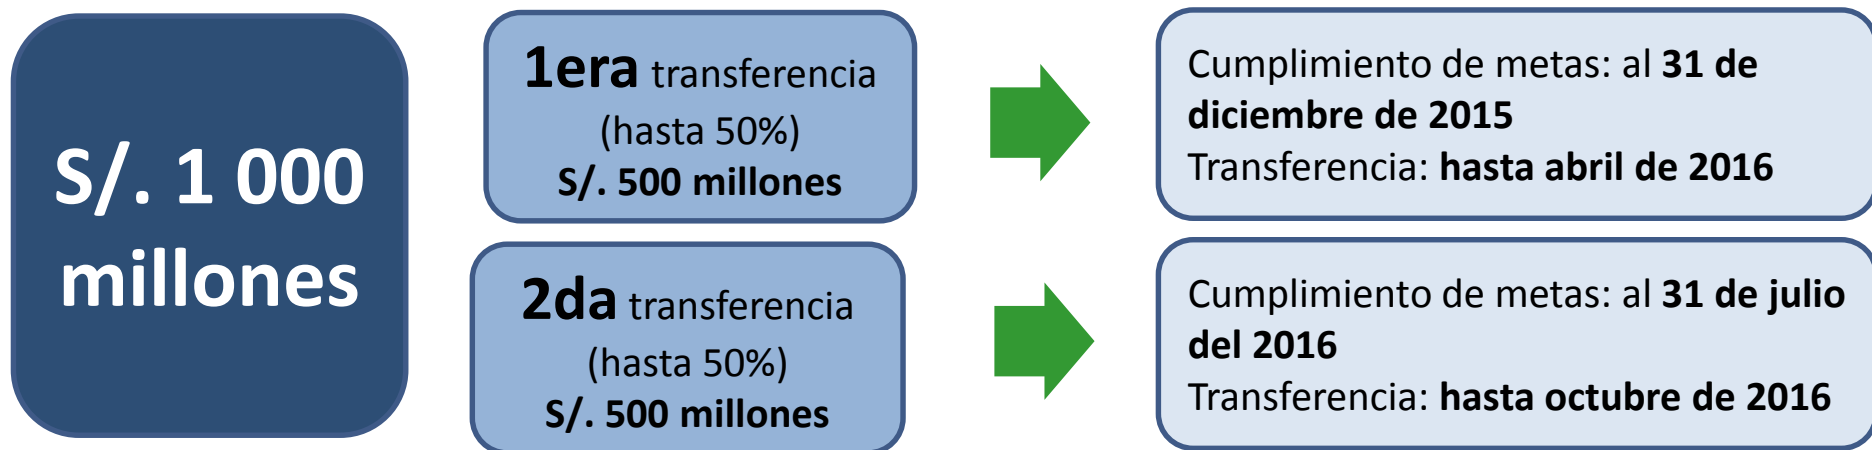 S/. 1 000
millones
1era transferencia
(hasta 50%)
S/. 500 millones
Cumplimiento de metas: al 31 de
diciembre de 2015
Transferencia: hasta abril de 2016
2da transferencia
(hasta 50%)
S/. 500 millones
Cumplimiento de metas: al 31 de julio
del 2016
Transferencia: hasta octubre de 2016